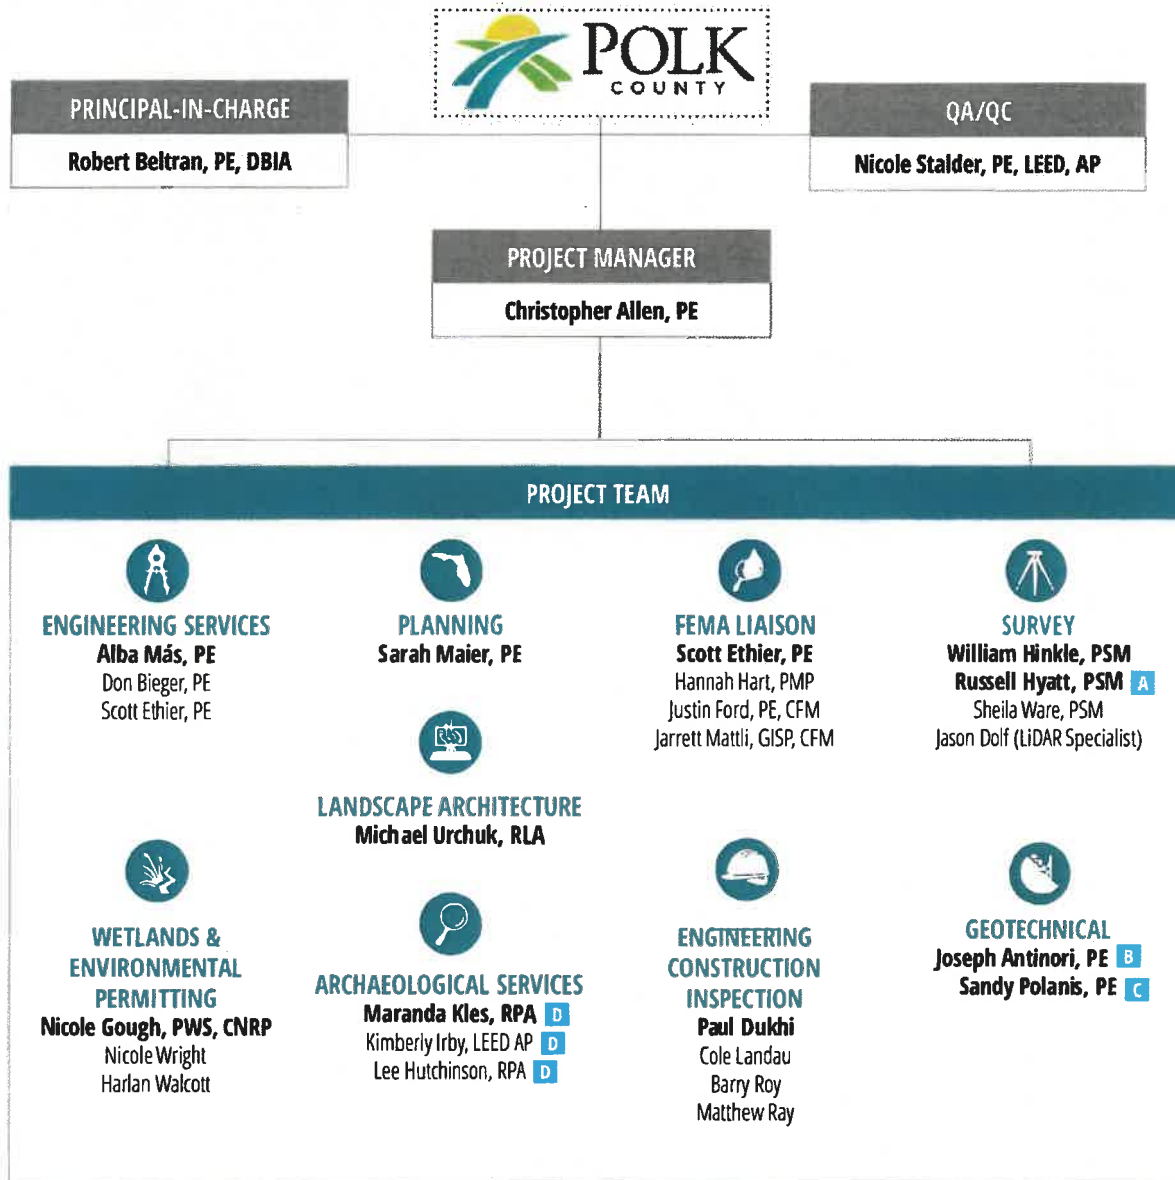 POLK
COUNTY
PRINCIPAL-IN-CHARGE
Robert Beltran, PE, DBIA
QA/QC
Nicole Stalder, PE, LEED, AP
PROJECT MANAGER
Christopher Allen, PE
PROJECT TEAM
ENGINEERING SERVICES
Alba Más, PE
Don Bieger, PE
Scott Ethier, PE
PLANNING
Sarah Maier, PE
FEMA LIAISON
Scott Ethier, PE
Hannah Hart, PMP
Justin Ford, PE, CFM
Jarrett Mattli, GISP, CFM
SURVEY
William Hinkle, PSM
Russell Hyatt, PSM A
Sheila Ware, PSM
Jason Dolf (LiDAR Specialist)
LANDSCAPE ARCHITECTURE
Michael Urchuk, RLA
WETLANDS &
ENVIRONMENTAL
PERMITTING
Nicole Gough, PWS, CNRP
Nicole Wright
Harlan Walcott
ARCHAEOLOGICAL SERVICES
Maranda Kles, RPA D
Kimberly Irby, LEED AP D
Lee Hutchinson, RPA D
ENGINEERING
CONSTRUCTION
INSPECTION
Paul Dukhi
Cole Landau
Barry Roy
Matthew Ray
GEOTECHNICAL
Joseph Antinori, PE B
Sandy Polanis, PE C